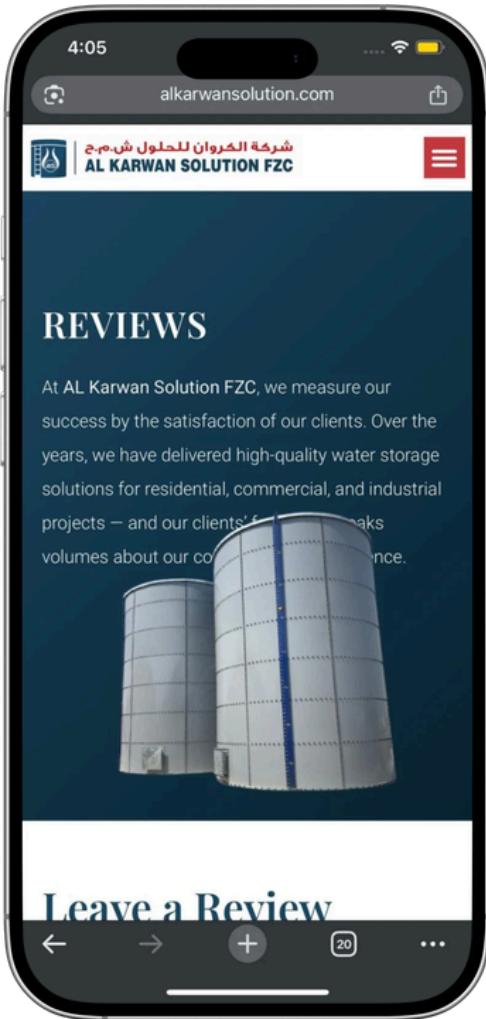 4:05
alkarwansolution.com
شركة الكروان للحلول ش.م.ح
AL KARWAN SOLUTION FZC
REVIEWS
At AL Karwan Solution FZC, we measure our
success by the satisfaction of our clients. Over the
years, we have delivered high-quality water storage
solutions for residential, commercial, and industrial
projects — and our clients'
volumes about our
Leave a Review
20